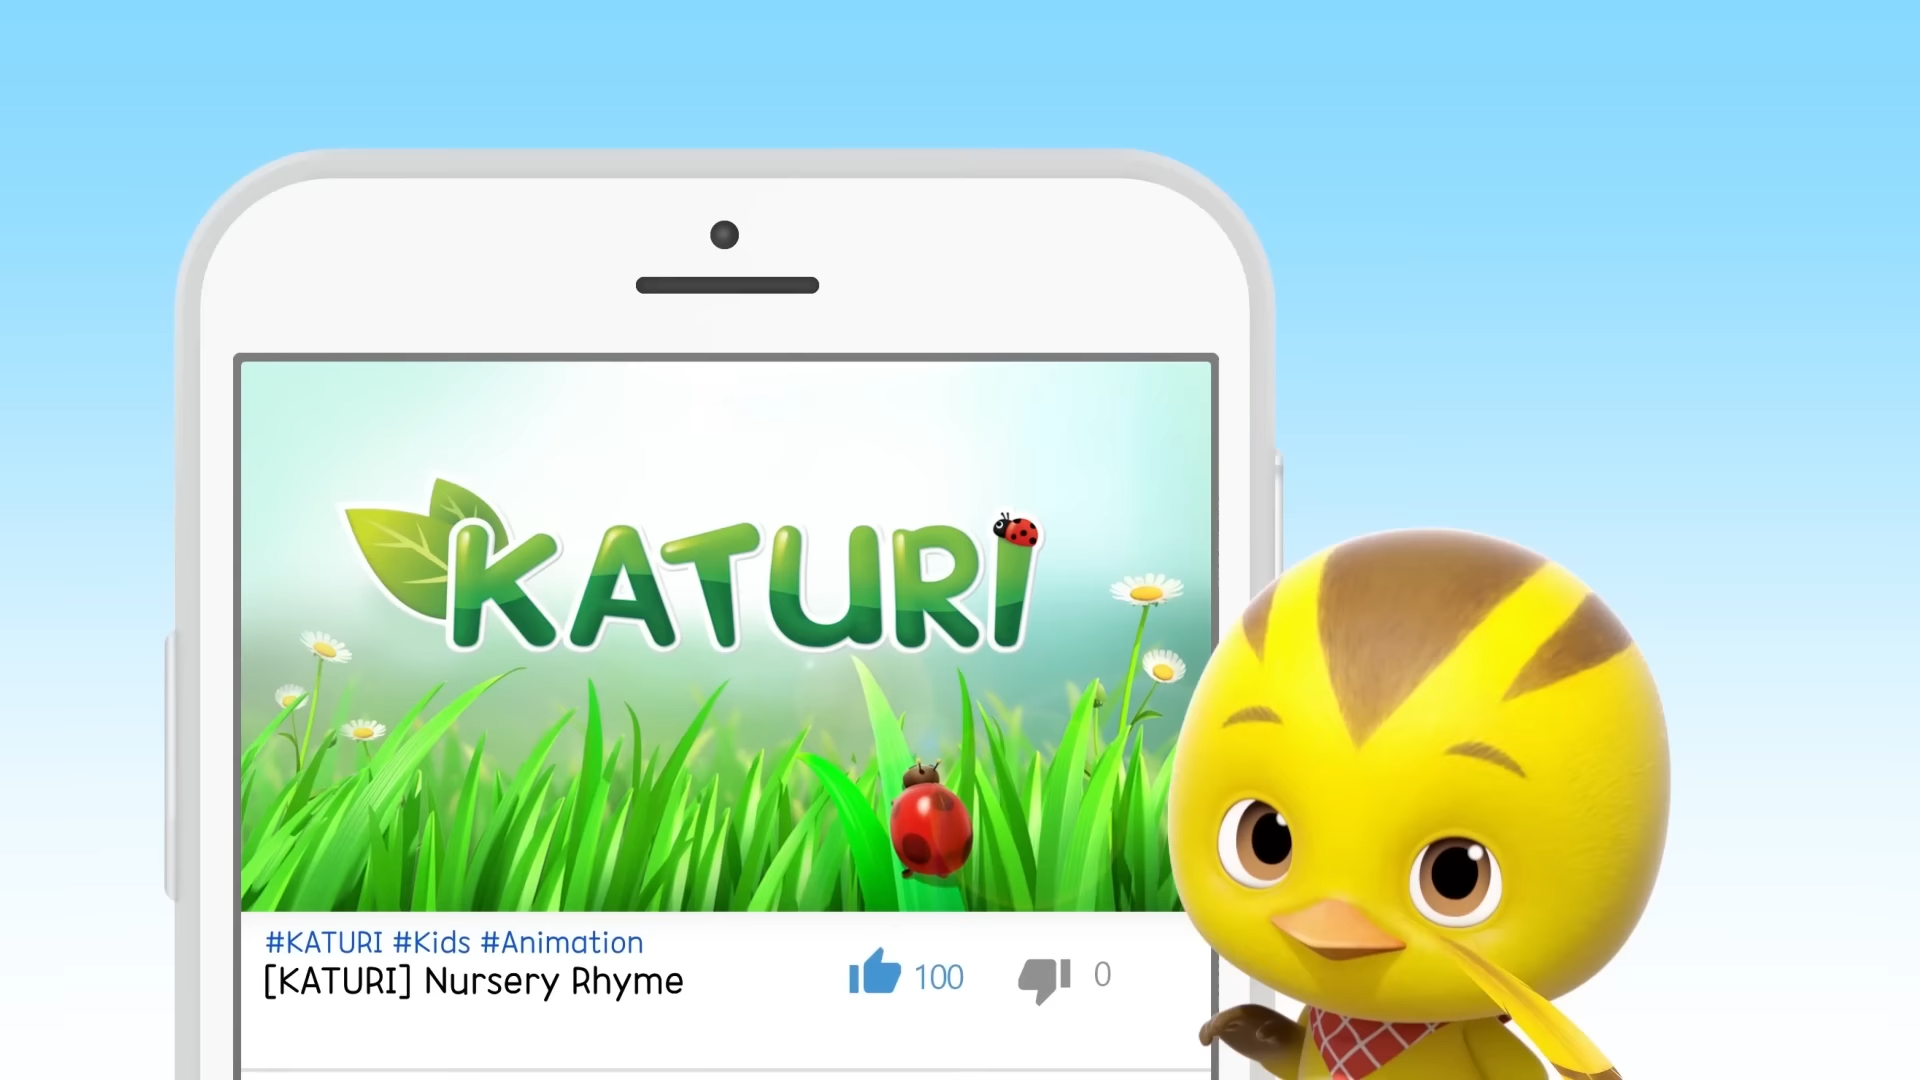 KATURI
#KATURI #Kids #Animation
[KATURI] Nursery Rhyme
100
0